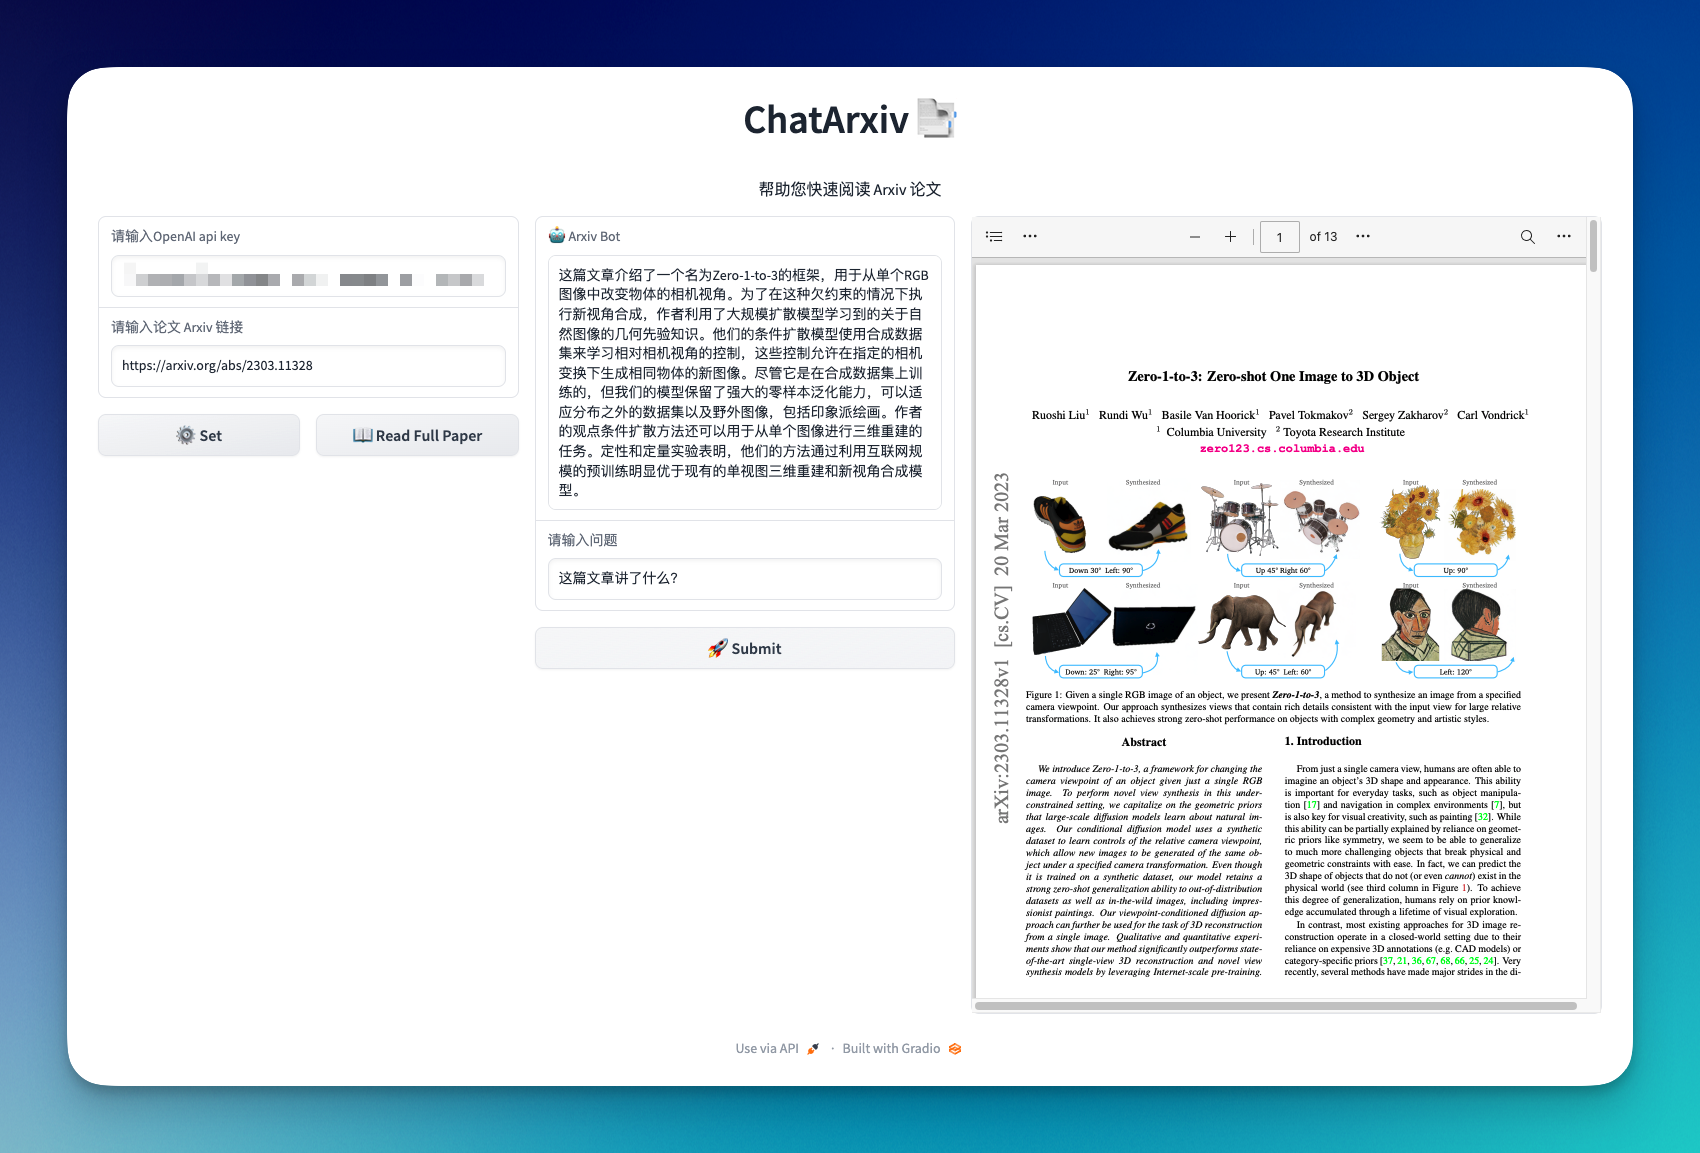 ChatArxiv
帮助您快速阅读 Arxiv 论文
请输入OpenAI api key
请输入论文 Arxiv 链接
https://arxiv.org/abs/2303.11328
Set
Read Full Paper
Arxiv Bot
这篇文章介绍了一个名为Zero-1-to-3的框架，用于从单个RGB
图像中改变物体的相机视角。为了在这种欠约束的情况下执
行新视角合成，作者利用了大规模扩散模型学习到的关于自
然图像的几何先验知识。他们的条件扩散模型使用合成数据
集来学习相对相机视角的控制，这些控制允许在指定的相机
变换下生成相同物体的新图像。尽管它是在合成数据集上训
练的，但我们的模型保留了强大的零样本泛化能力，可以适
应分布之外的数据集以及野外图像，包括印象派绘画。作者
的观点条件扩散方法还可以用于从单个图像进行三维重建的
任务。定性和定量实验表明，他们的方法通过利用互联网规
模的预训练明显优于现有的单视图三维重建和新视角合成模
型。
请输入问题
这篇文章讲了什么?
Submit
1 of 13
Zero-1-to-3: Zero-shot One Image to 3D Object
Ruoshi Liu1 Rundi Wu1 Basile Van Hoorick1 Pavel Tokmakov2 Sergey Zakharov2 Carl Vondrick1
1 Columbia University 2 Toyota Research Institute
zero123.cs.columbia.edu
arXiv:2303.11328v1 [cs.CV] 20 Mar 2023
Input Synthesized Input Synthesized Input Synthesized
Down 30° Left: 90° Up 45° Right 60° Up: 90°
Input Synthesized Input Synthesized Input Synthesized
Down: 25° Right: 95° Up: 45° Left: 60° Left: 120°
Figure 1: Given a single RGB image of an object, we present Zero-1-to-3, a method to synthesize an image from a specified
camera viewpoint. Our approach synthesizes views that contain rich details consistent with the input view for large relative
transformations. It also achieves strong zero-shot performance on objects with complex geometry and artistic styles.
Abstract
We introduce Zero-1-to-3, a framework for changing the
camera viewpoint of an object given just a single RGB
image. To perform novel view synthesis in this under-
constrained setting, we capitalize on the geometric priors
that large-scale diffusion models learn about natural im-
ages. Our conditional diffusion model uses a synthetic
dataset to learn controls of the relative camera viewpoint,
which allow new images to be generated of the same ob-
ject under a specified camera transformation. Even though
it is trained on a synthetic dataset, our model retains a
strong zero-shot generalization ability to out-of-distribution
datasets as well as in-the-wild images, including impres-
sionist paintings. Our viewpoint-conditioned diffusion ap-
proach can further be used for the task of 3D reconstruction
from a single image. Qualitative and quantitative experi-
ments show that our method significantly outperforms state-
of-the-art single-view 3D reconstruction and novel view
synthesis models by leveraging Internet-scale pre-training.
1. Introduction
From just a single camera view, humans are often able to
imagine an object's 3D shape and appearance. This ability
is important for everyday tasks, such as object manipula-
tion [17] and navigation in complex environments [7], but
is also key for visual creativity, such as painting [32]. While
this ability can be partially explained by reliance on geomet-
ric priors like symmetry, we seem to be able to generalize
to much more challenging objects that break physical and
geometric constraints with ease. In fact, we can predict the
3D shape of objects that do not (or even cannot) exist in the
physical world (see third column in Figure 1). To achieve
this degree of generalization, humans rely on prior knowl-
edge accumulated through a lifetime of visual exploration.
In contrast, most existing approaches for 3D image re-
construction operate in a closed-world setting due to their
reliance on expensive 3D annotations (e.g. CAD models) or
category-specific priors [37, 21, 36, 67, 68, 66, 25, 24]. Very
recently, several methods have made major strides in the di-
Use via API · Built with Gradio